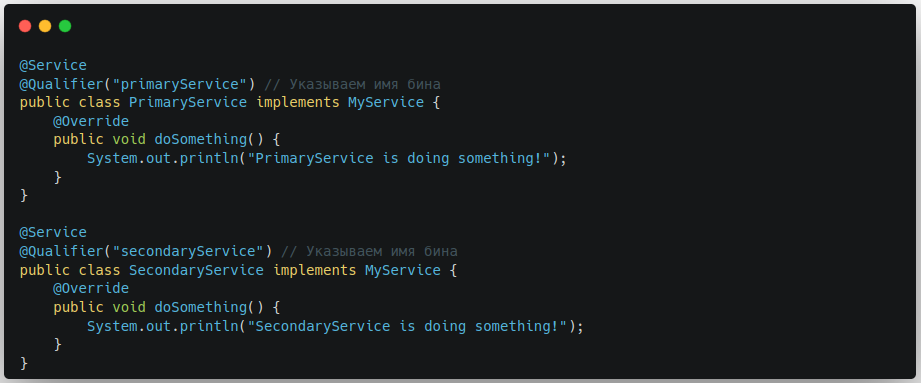 @Service
@Qualifier("primaryService") // Указываем имя бина
public class PrimaryService implements MyService {
    @Override
    public void doSomething() {
        System.out.println("PrimaryService is doing something!");
    }
}

@Service
@Qualifier("secondaryService") // Указываем имя бина
public class SecondaryService implements MyService {
    @Override
    public void doSomething() {
        System.out.println("SecondaryService is doing something!");
    }
}